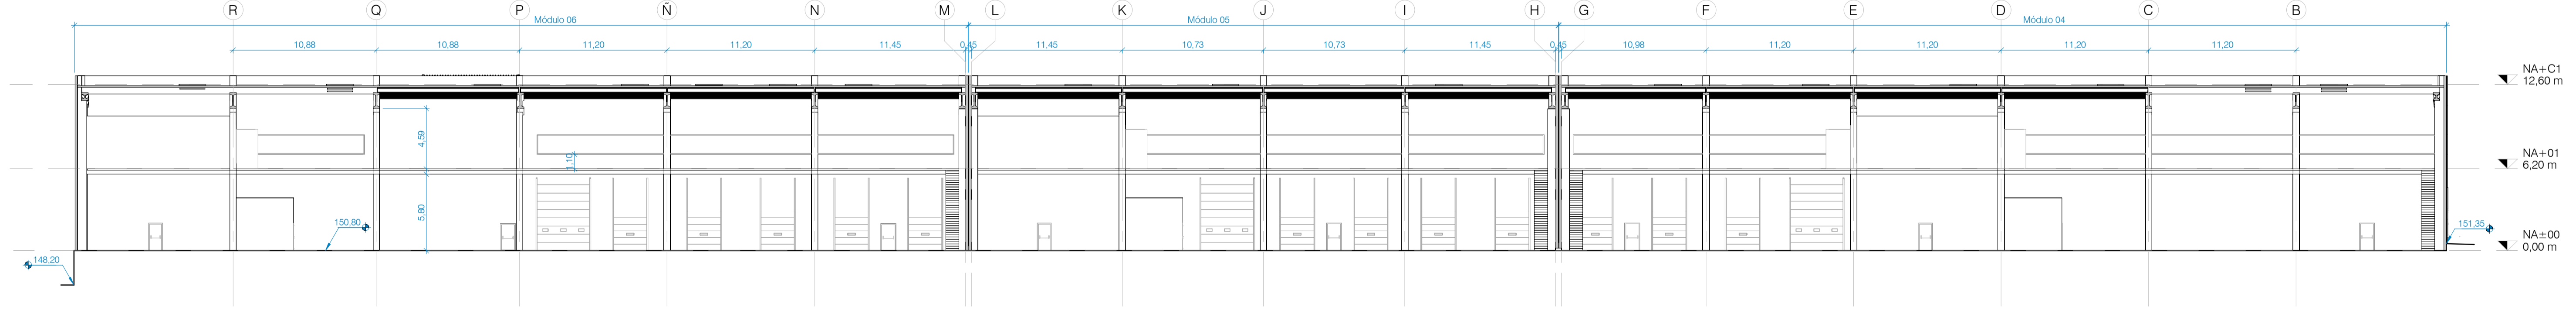 R Q P Ñ N M L K J I H G F E D C B
Módulo 06 Módulo 05 Módulo 04
10,88 10,88 11,20 11,20 11,45 0,45 11,45 10,73 10,73 11,45 0,45 10,98 11,20 11,20 11,20 11,20
NA+C1
12,60 m
4,59
1,10
NA+01
6,20 m
5,80
150,80
151,35
NA±00
0,00 m
148,20